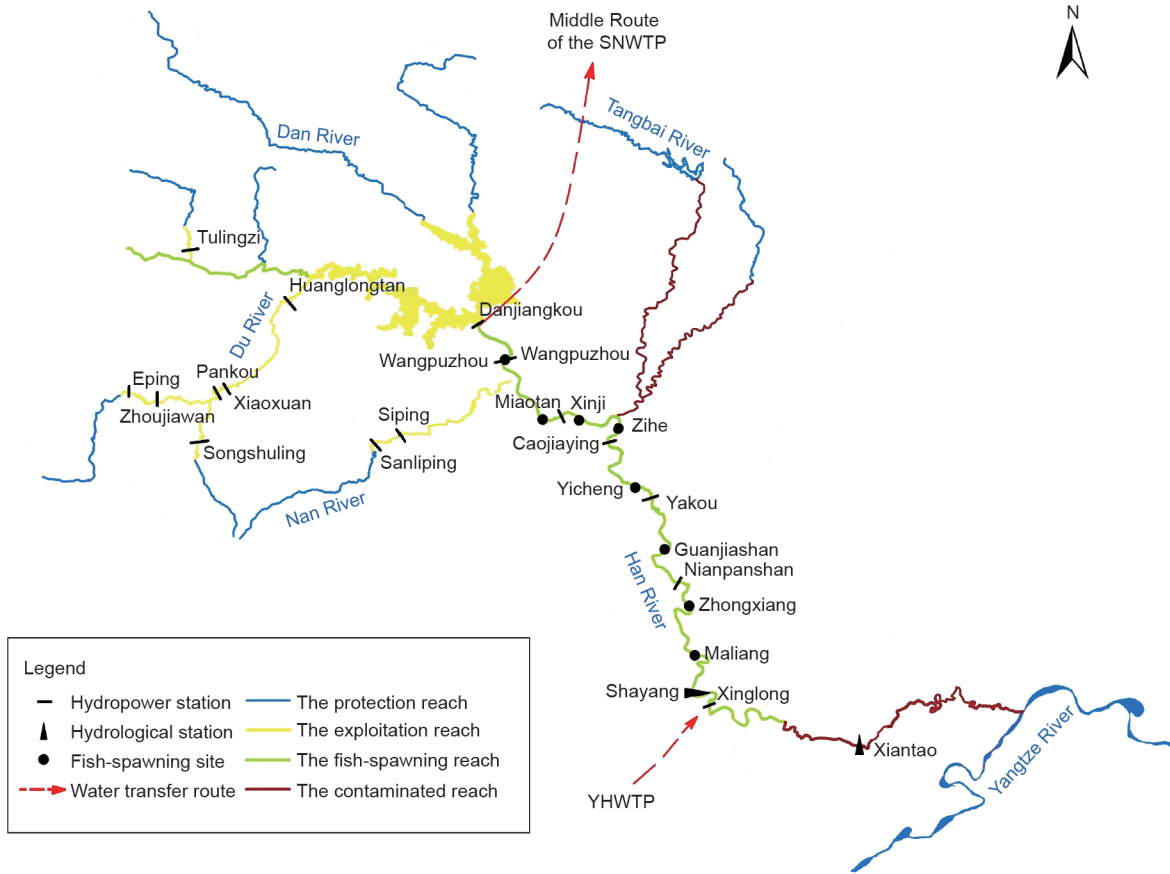 Middle Route
of the SNWTP
N
Tangbai River
Dan River
Tulingzi
Huanglongtan
Danjiangkou
Du River
Wangpuzhou
Wangpuzhou
Eping
Pankou
Zhoujiawan
Xiaoxuan
Miaotan
Xinji
Siping
Zihe
Caojiaying
Songshuling
Sanliping
Yicheng
Yakou
Nan River
Guanjiashan
Nianpanshan
Han River
Zhongxiang
Maliang
Shayang
Xinglong
Xiantao
Yangtze River
YHWTP
Legend
Hydropower station
The protection reach
Hydrological station
The exploitation reach
Fish-spawning site
The fish-spawning reach
Water transfer route
The contaminated reach